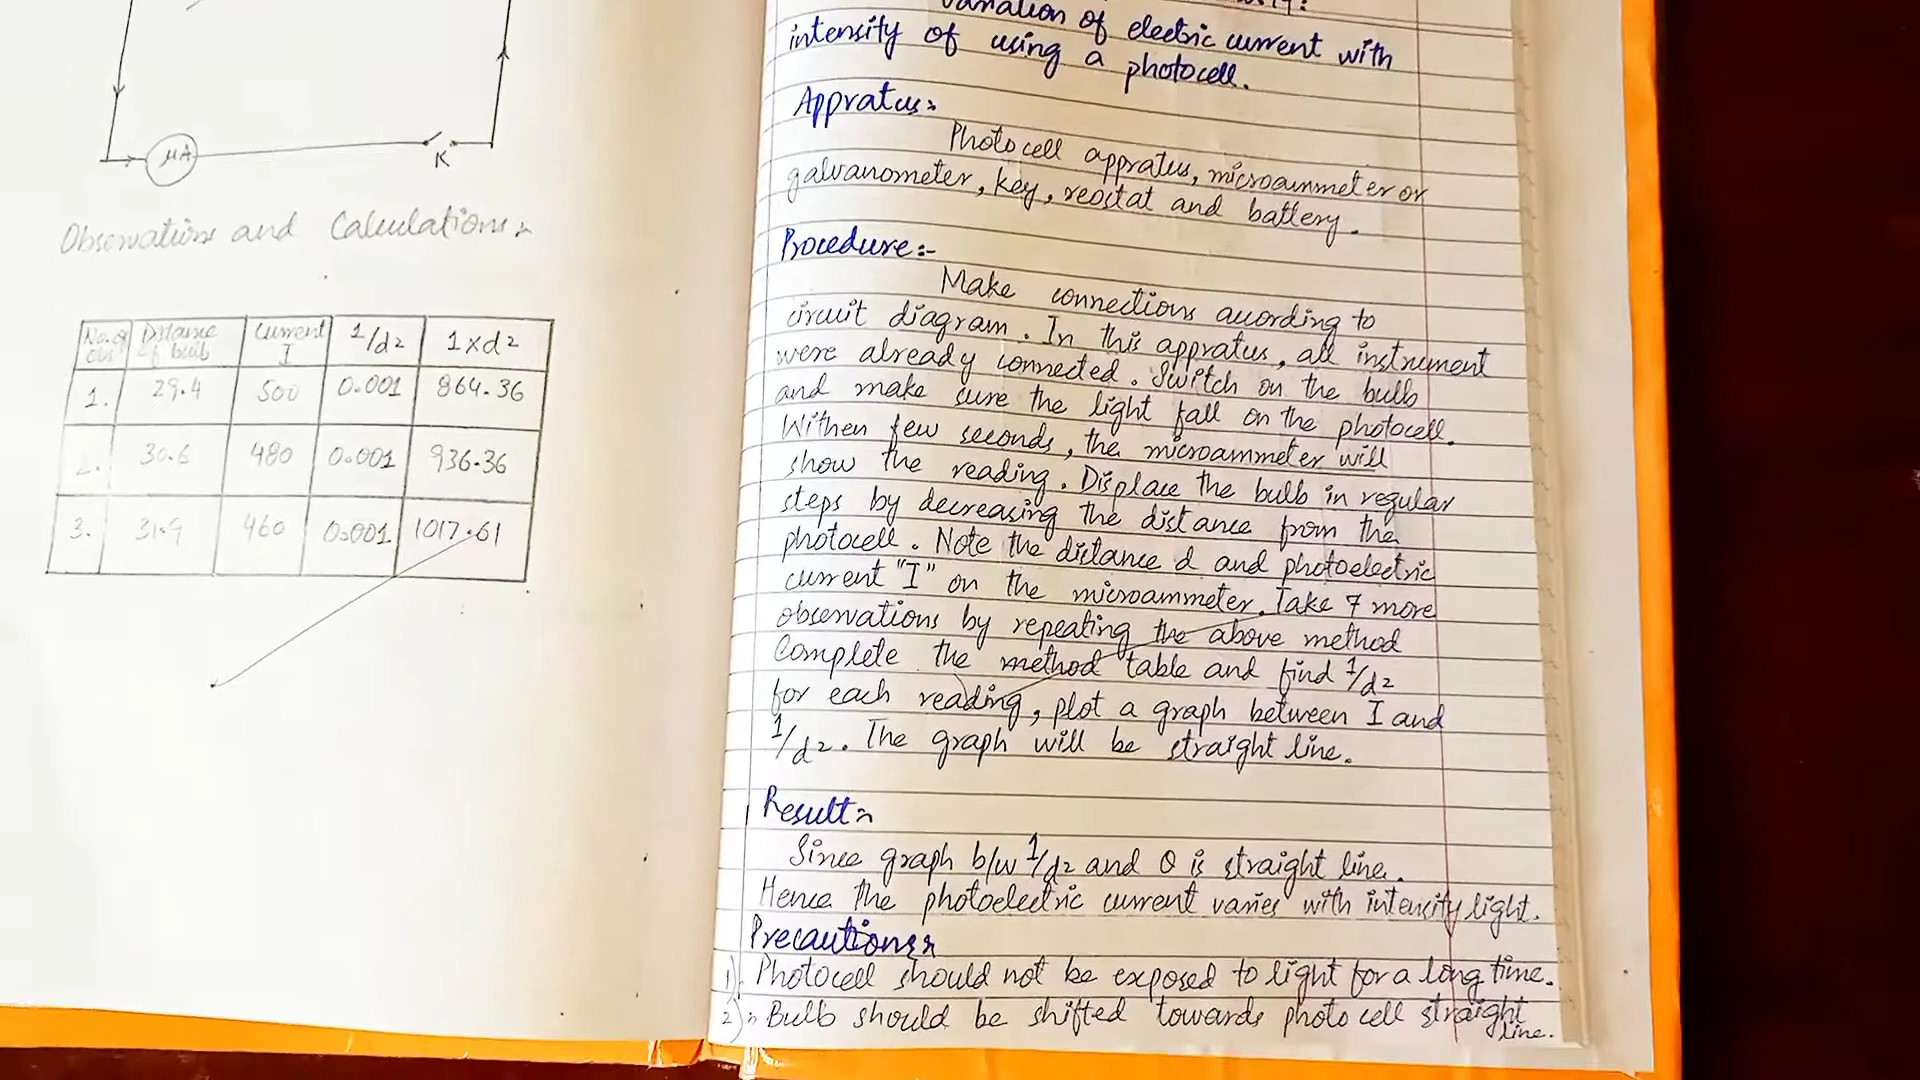 μA
K
Observations and Calculations:-
No. of obs Distance of bulb Current I 1/d2 1xd2
1. 29.4 500 0.001 864.36
2. 30.6 480 0.001 936.36
3. 31.9 460 0.001 1017.61
Variation of electric current with
intensity of using a photocell.
Appratus:-
Photocell appratus, microammeter or
galvanometer, key, reostat and battery.
Procedure:-
Make connections acording to
circuit diagram. In this appratus, all instrument
were already connected. Switch on the bulb
and make sure the light fall on the photocell.
Withen few seconds, the microammeter will
show the reading. Displace the bulb in regular
steps by decreasing the distance from the
photocell. Note the distance d and photoelectric
current "I" on the microammeter. Take 7 more
observations by repeating the above method
Complete the method table and find 1/d2
for each reading, plot a graph between I and
1/d2. The graph will be straight line.
Result:-
Since graph b/w 1/d2 and θ is straight line.
Hence the photoelectric current varies with intensity light.
Precautions:-
1):- Photocell should not be exposed to light for a long time.
2):- Bulb should be shifted towards photo cell straight
line.